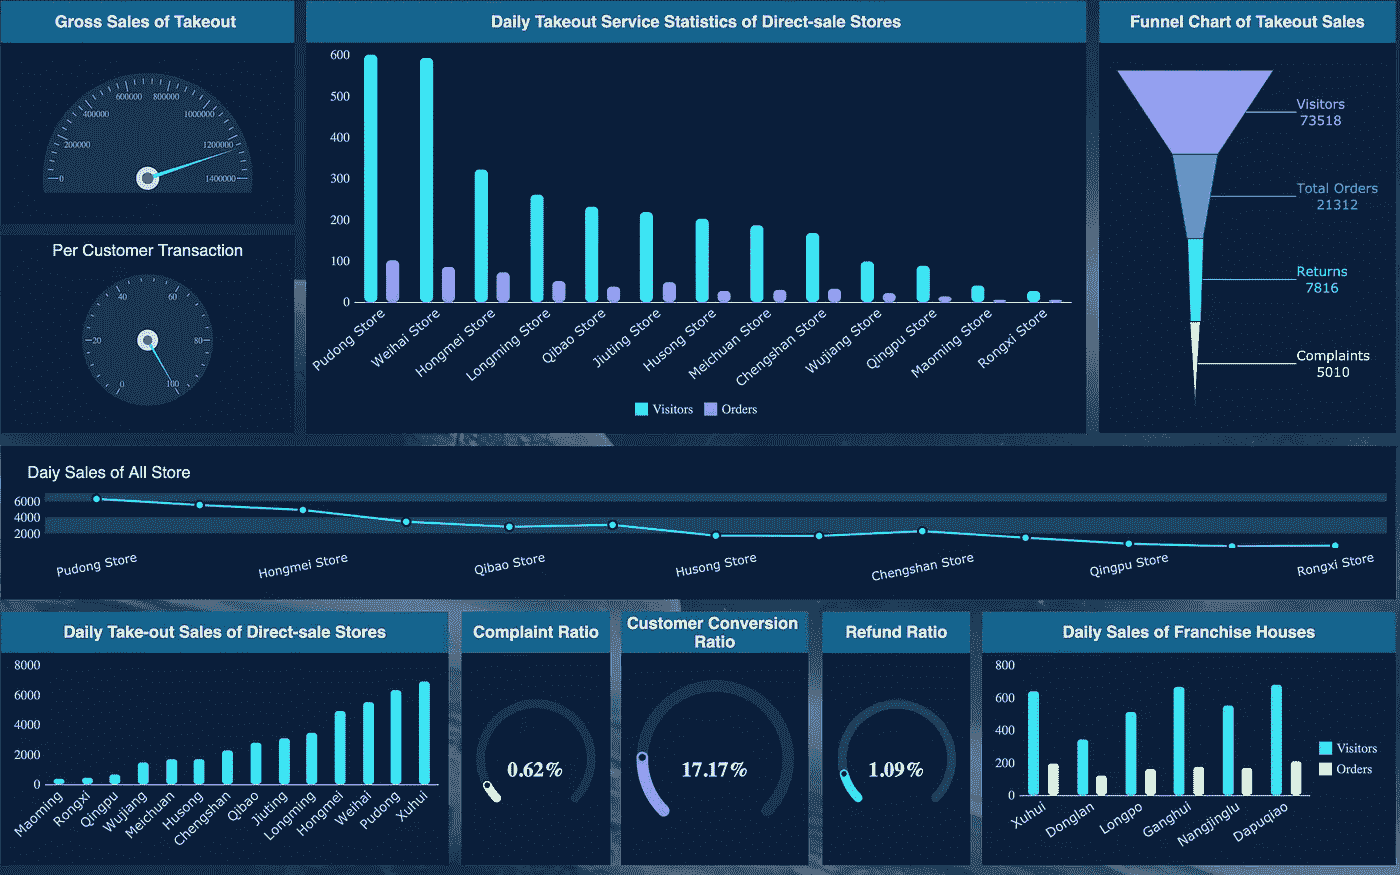 Gross Sales of Takeout
0
200000
400000
600000
800000
1000000
1200000
1400000
Per Customer Transaction
0
20
40
60
80
100
Daily Takeout Service Statistics of Direct-sale Stores
600
500
400
300
200
100
0
Pudong Store
Weihai Store
Hongmei Store
Longming Store
Qibao Store
Jiuting Store
Husong Store
Meichuan Store
Chengshan Store
Wujiang Store
Qingpu Store
Maoming Store
Rongxi Store
Visitors Orders
Funnel Chart of Takeout Sales
Visitors
73518
Total Orders
21312
Returns
7816
Complaints
5010
Daiy Sales of All Store
6000
4000
2000
Pudong Store
Hongmei Store
Qibao Store
Husong Store
Chengshan Store
Qingpu Store
Rongxi Store
Daily Take-out Sales of Direct-sale Stores
8000
6000
4000
2000
0
Maoming
Rongxi
Qingpu
Wujiang
Meichuan
Husong
Chengshan
Qibao
Jiuting
Longming
Hongmei
Weihai
Pudong
Xuhui
Complaint Ratio
0.62%
Customer Conversion
Ratio
17.17%
Refund Ratio
1.09%
Daily Sales of Franchise Houses
800
600
400
200
0
Xuhui
Donglan
Longpo
Ganghui
Nangjinglu
Dapuqiao
Visitors
Orders